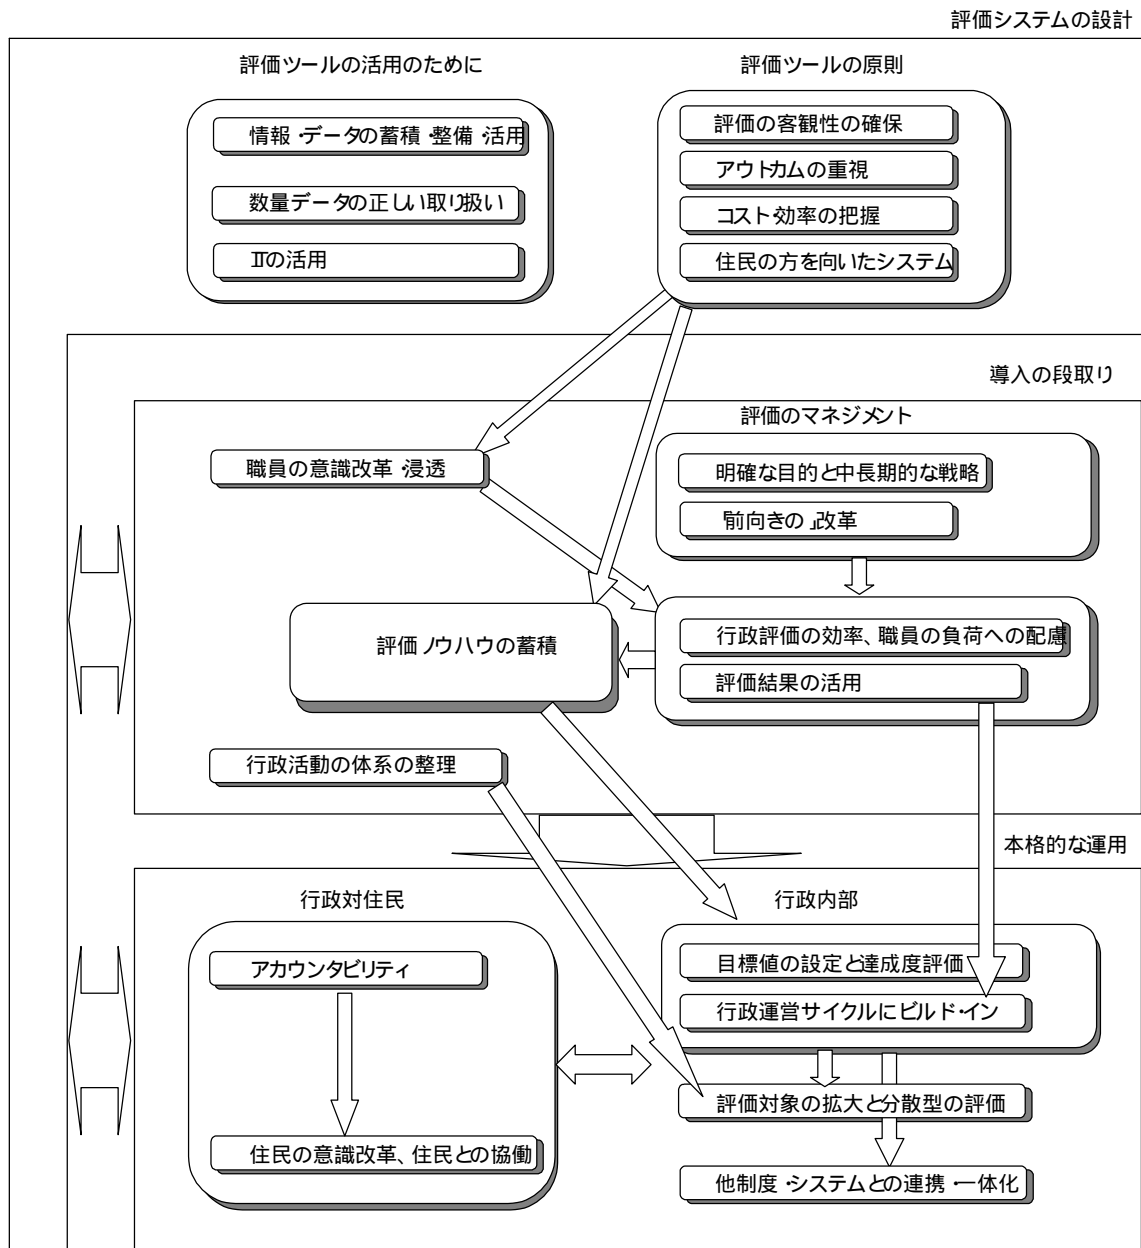 評価システムの設計
評価ツールの活用のために
評価ツールの原則
情報・データの蓄積・整備・活用
数量データの正しい取り扱い
ITの活用
評価の客観性の確保
アウトカムの重視
コスト・効率の把握
住民の方を向いたシステム
導入の段取り
評価のマネジメント
職員の意識改革・浸透
明確な目的と中長期的な戦略
「前向きの」改革
評価ノウハウの蓄積
行政評価の効率、職員の負荷への配慮
評価結果の活用
行政活動の体系の整理
本格的な運用
行政対住民
行政内部
アカウンタビリティ
住民の意識改革、住民との協働
目標値の設定と達成度評価
行政運営サイクルにビルド・イン
評価対象の拡大と分散型の評価
他制度・システムとの連携・一体化